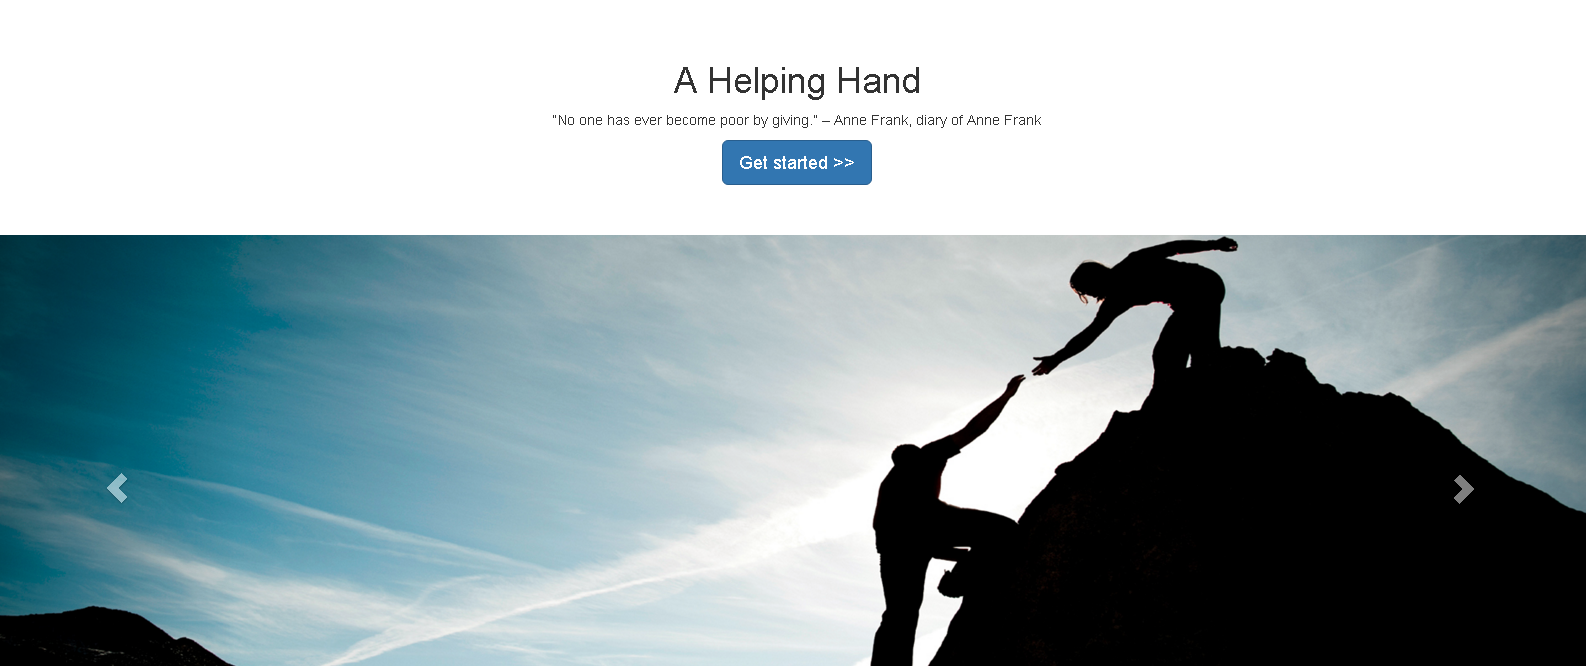 A Helping Hand
"No one has ever become poor by giving." – Anne Frank, diary of Anne Frank
Get started >>